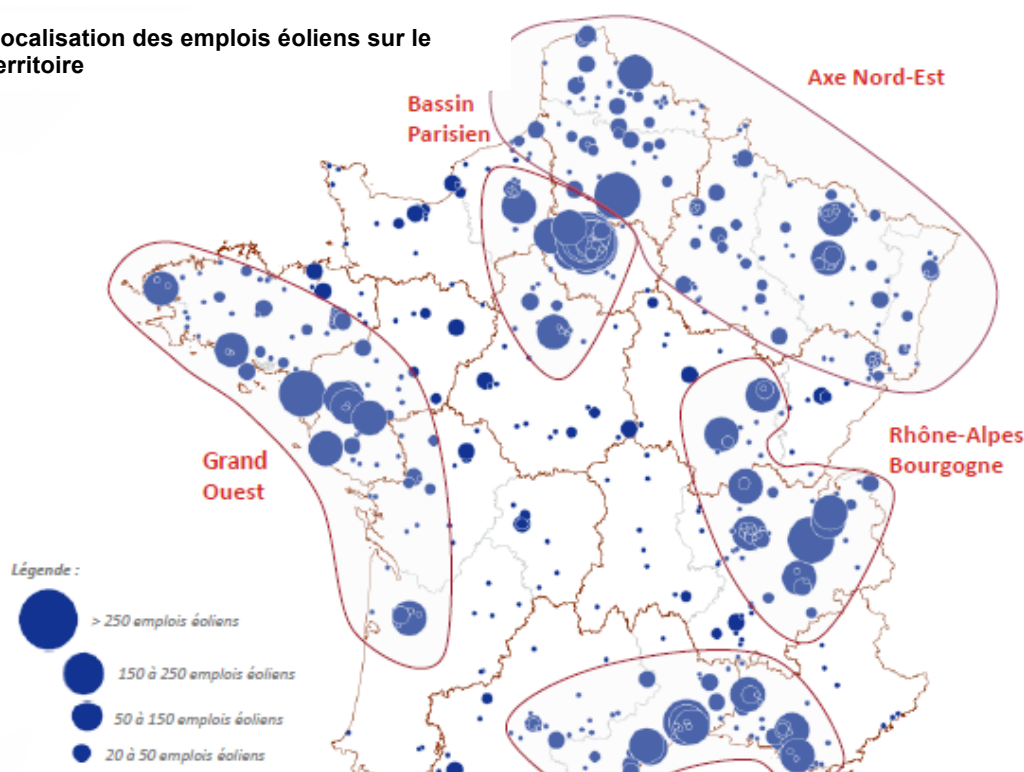 ocalisation des emplois éoliens sur le
erritoire
Axe Nord-Est
Bassin
Parisien
Rhône-Alpes
Bourgogne
Grand
Ouest
Légende :
> 250 emplois éoliens
150 à 250 emplois éoliens
50 à 150 emplois éoliens
20 à 50 emplois éoliens